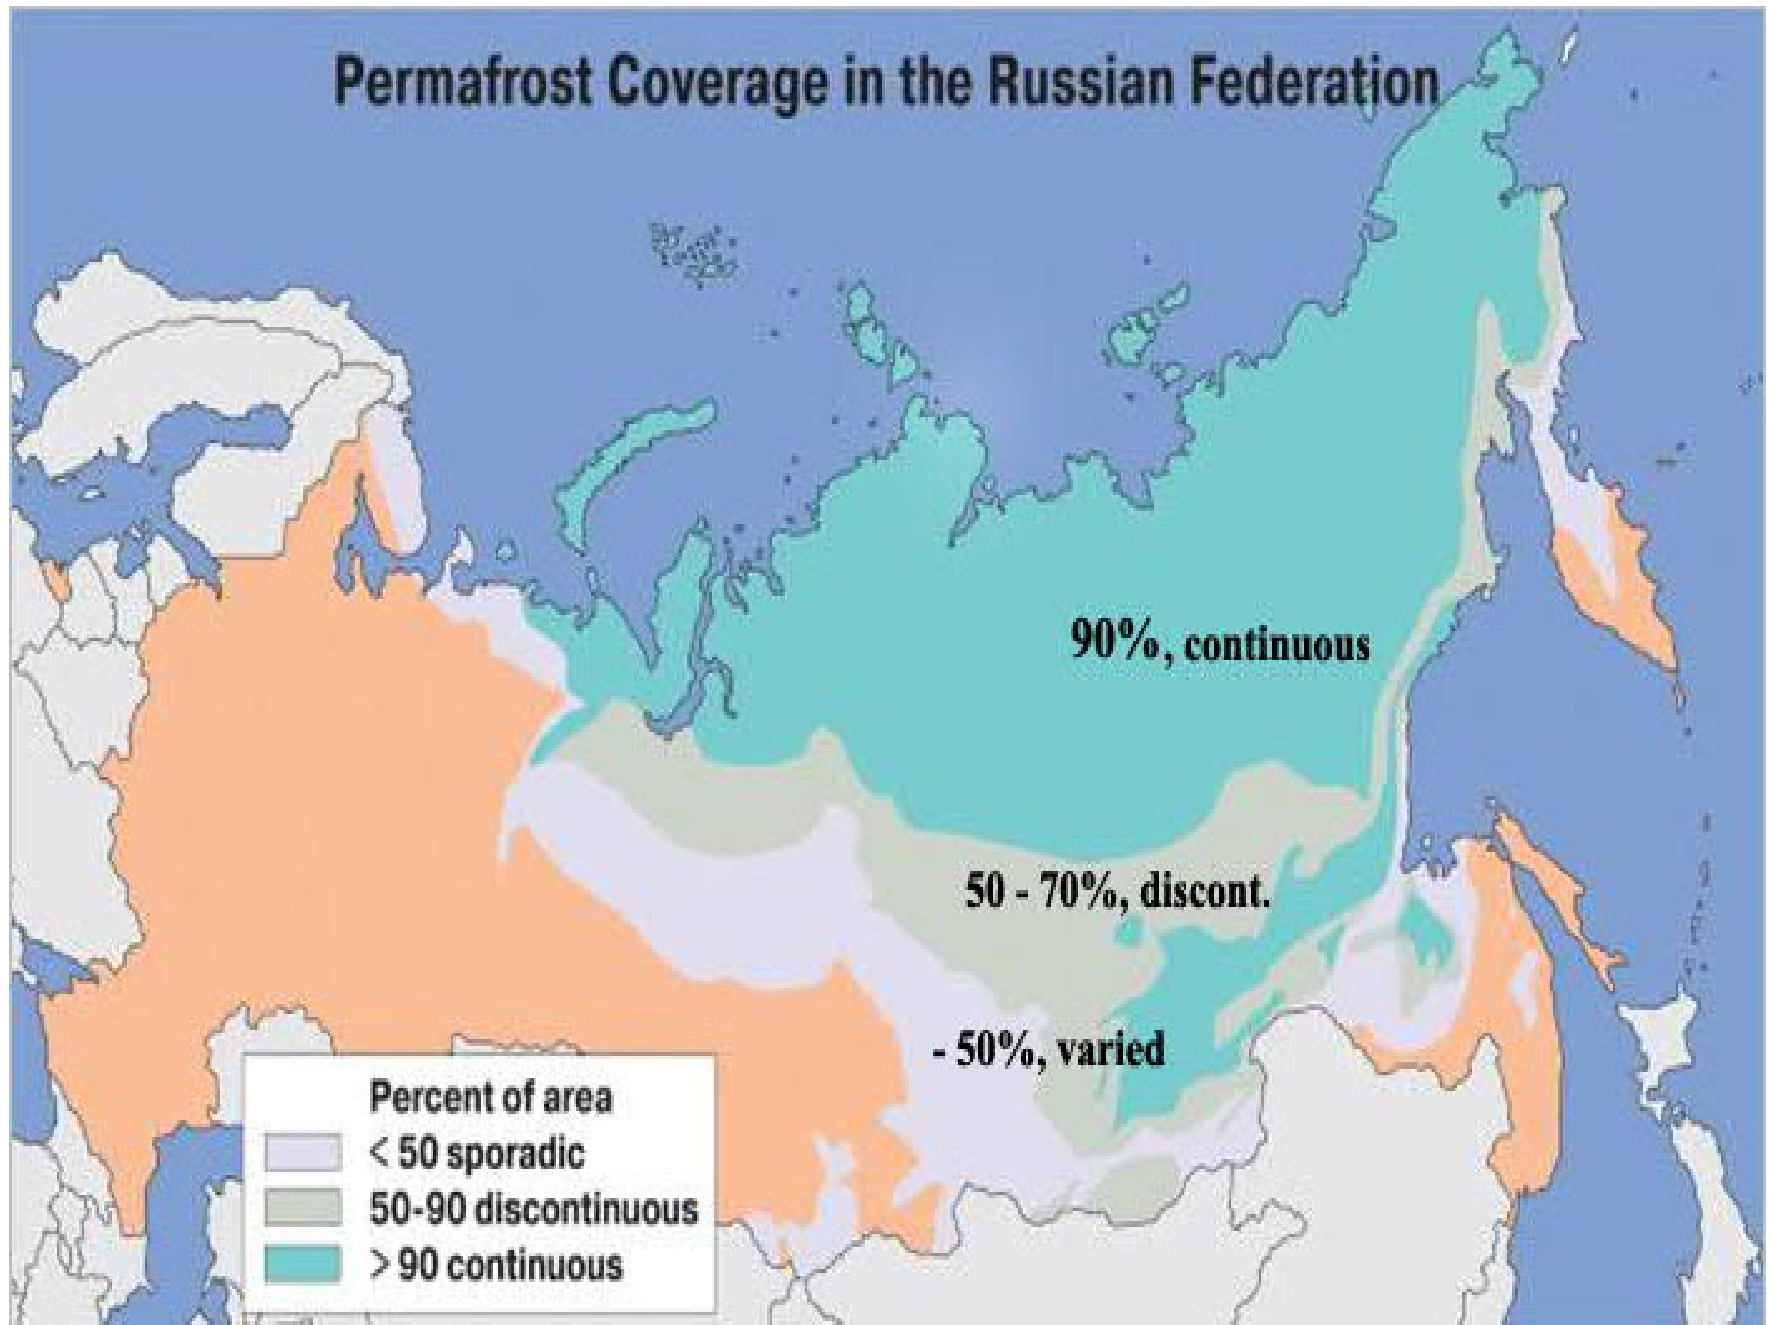 Permafrost Coverage in the Russian Federation
90%, continuous
50 - 70%, discont.
- 50%, varied
Percent of area
< 50 sporadic
50-90 discontinuous
> 90 continuous